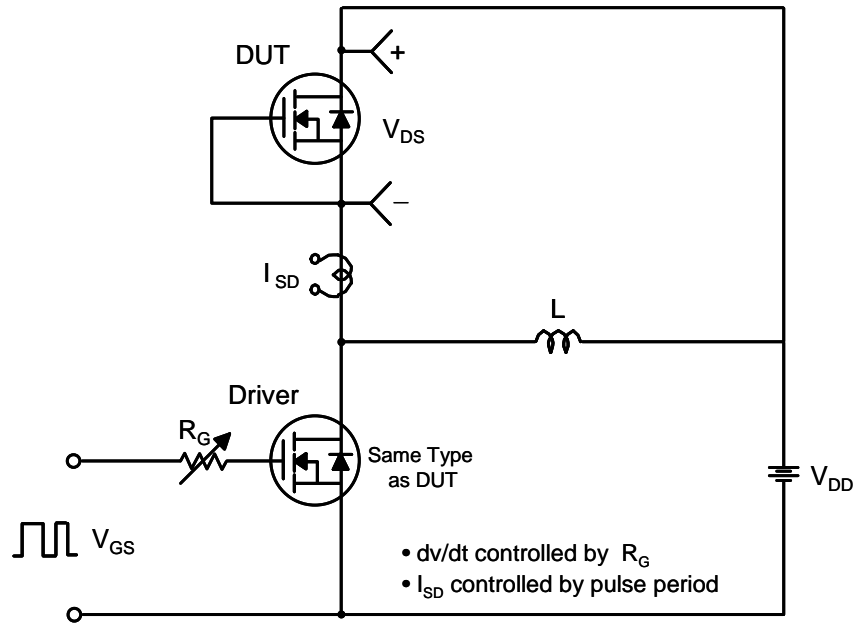 DUT
+
V_DS
−
I_SD
L
Driver
R_G
Same Type
as DUT
V_DD
V_GS
• dv/dt controlled by R_G
• I_SD controlled by pulse period